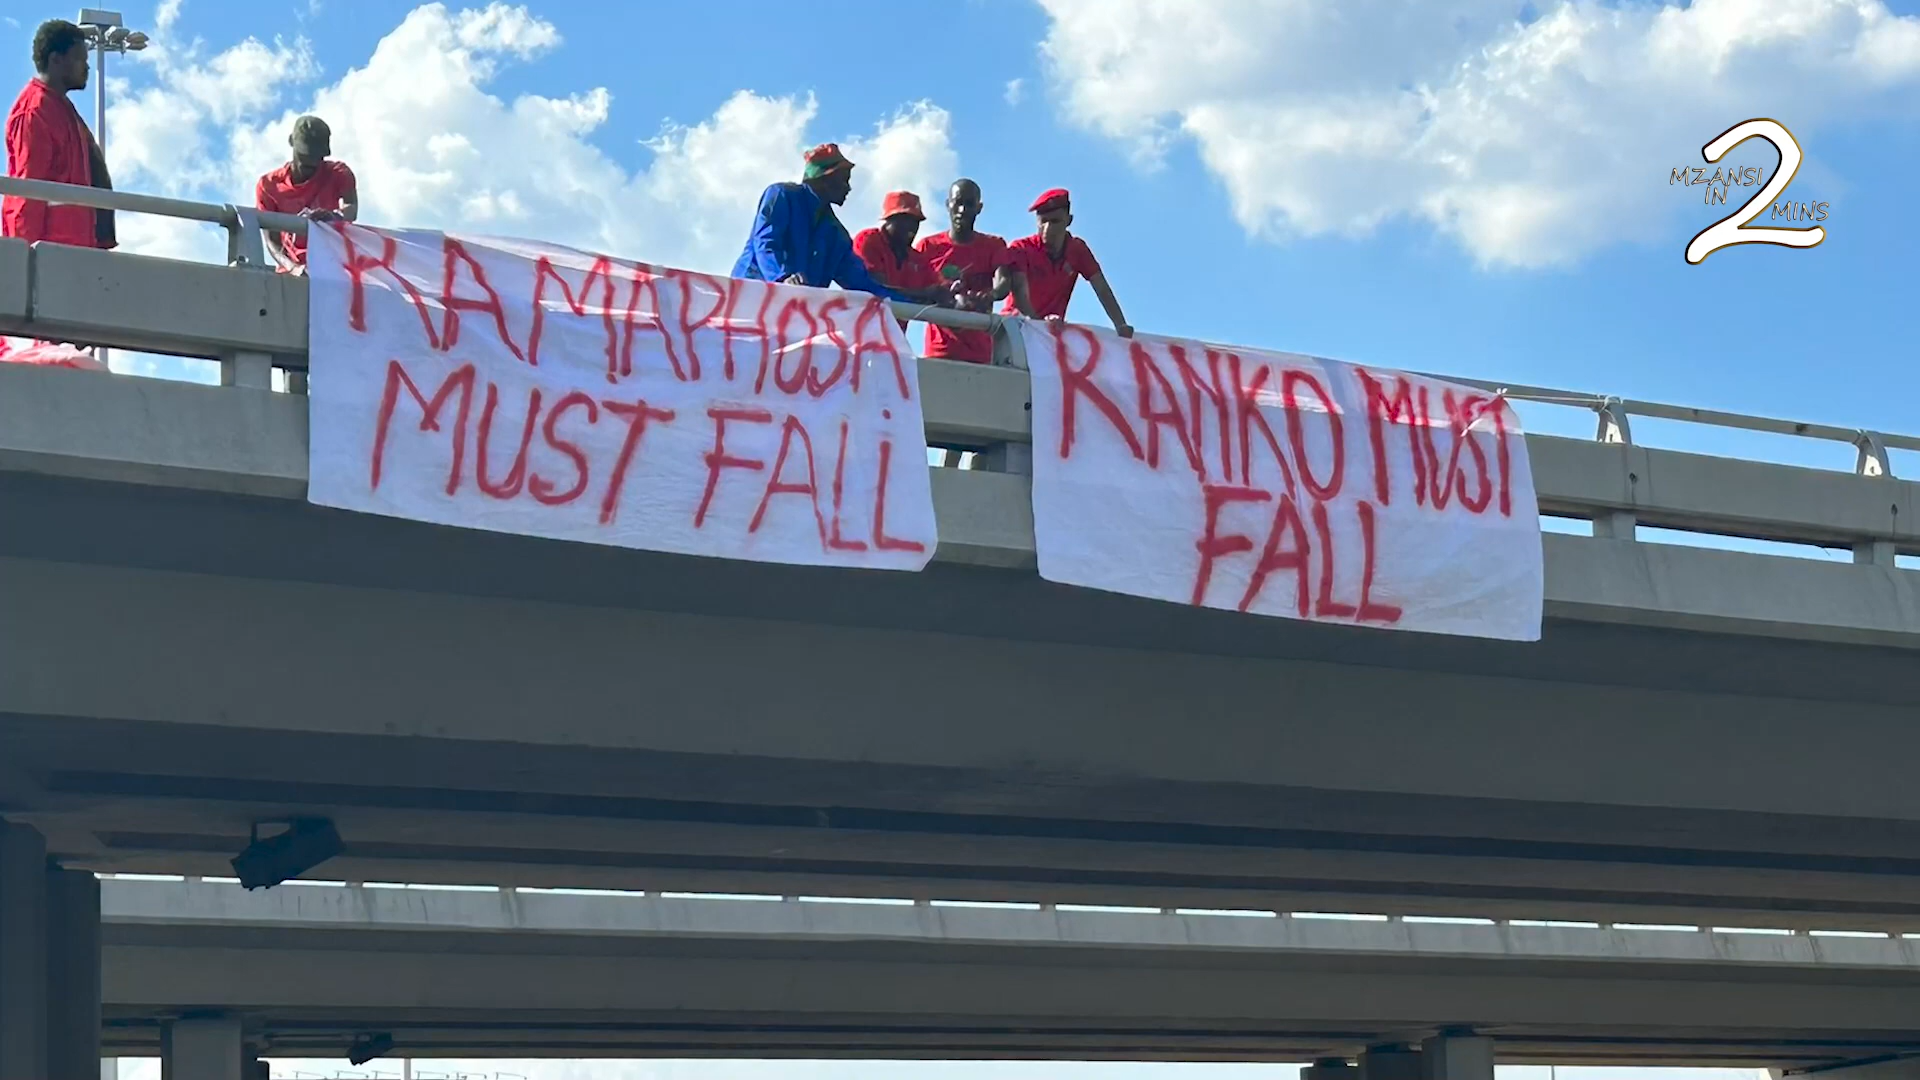 RAMAPHOSA
MUST FALL
RANKO MUST
FALL
MZANSI
IN
2
MINS